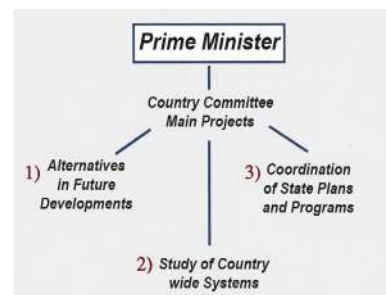 Prime Minister
Country Committee
Main Projects
1) Alternatives
in Future
Developments
3) Coordination
of State Plans
and Programs
2) Study of Country
wide Systems